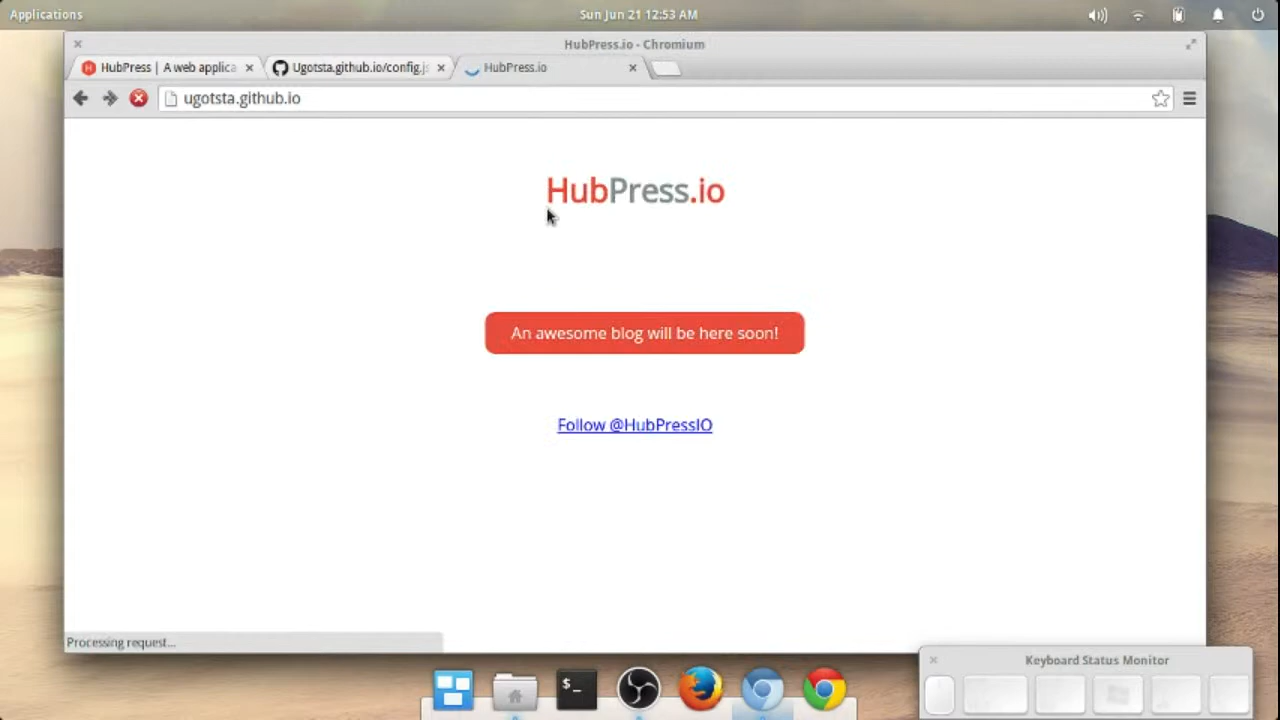 Applications
Sun Jun 21 12:53 AM
HubPress.io - Chromium
HubPress | A web applica
Ugotsta.github.io/config.js
HubPress.io
ugotsta.github.io
HubPress.io
An awesome blog will be here soon!
Follow @HubPressIO
Processing request...
$_
Keyboard Status Monitor